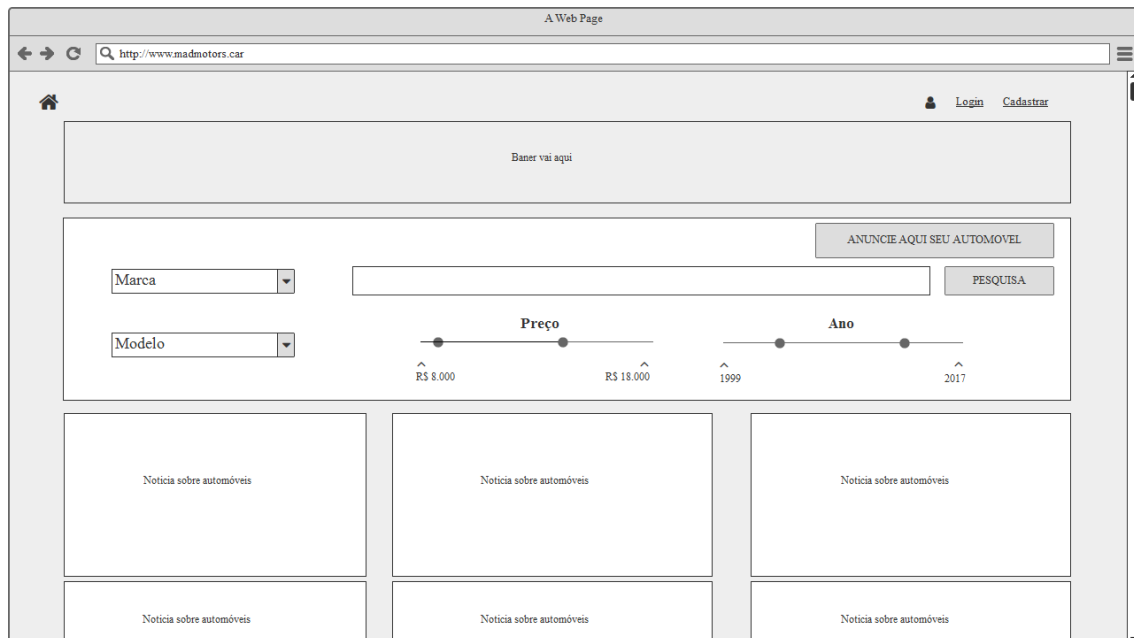 A Web Page
http://www.madmotors.car
Login Cadastrar
Baner vai aqui
ANUNCIE AQUI SEU AUTOMOVEL
Marca
PESQUISA
Preço Ano
Modelo
R$ 8.000 R$ 18.000 1999 2017
Noticia sobre automóveis Noticia sobre automóveis Noticia sobre automóveis
Noticia sobre automóveis Noticia sobre automóveis Noticia sobre automóveis